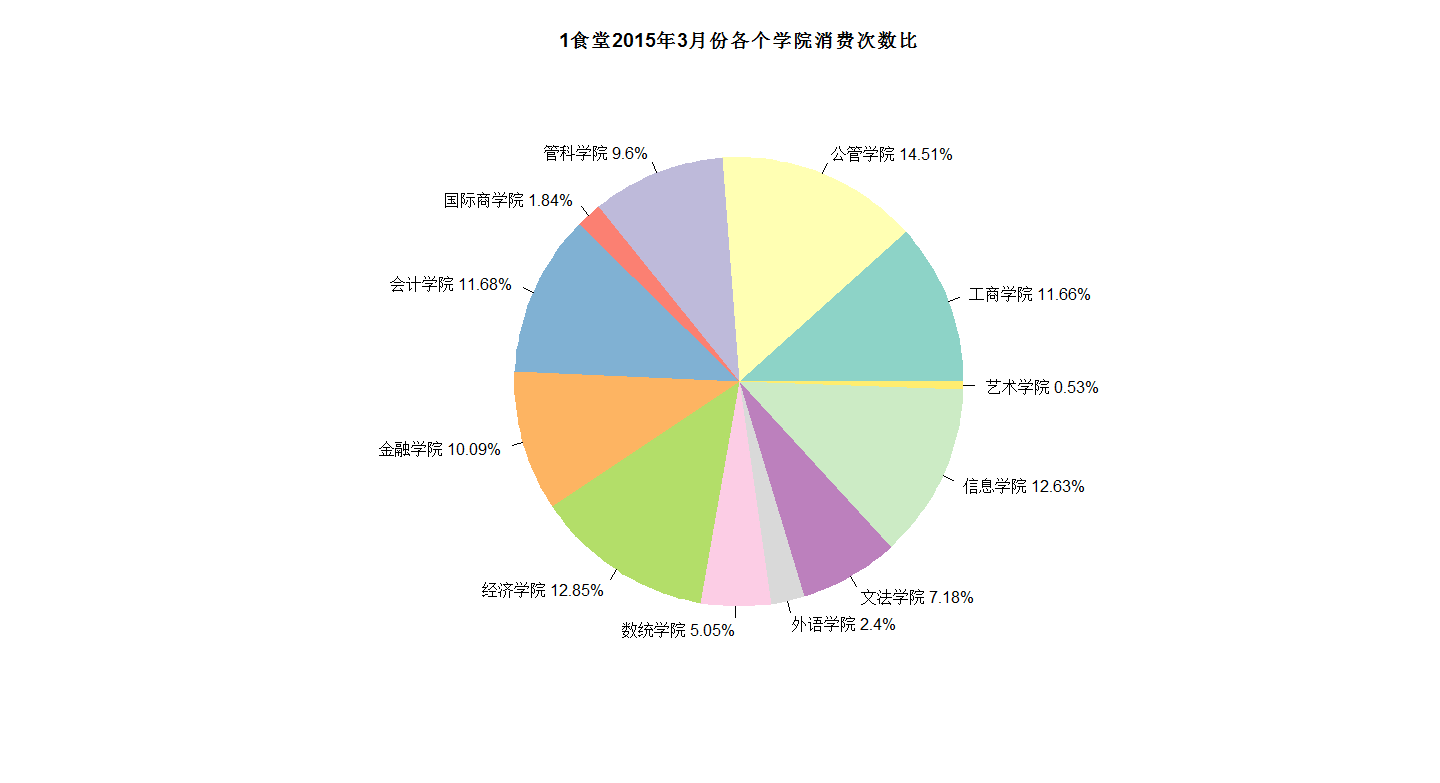 1食堂2015年3月份各个学院消费次数比
管科学院 9.6%
公管学院 14.51%
国际商学院 1.84%
会计学院 11.68%
工商学院 11.66%
艺术学院 0.53%
金融学院 10.09%
信息学院 12.63%
经济学院 12.85%
文法学院 7.18%
数统学院 5.05%
外语学院 2.4%